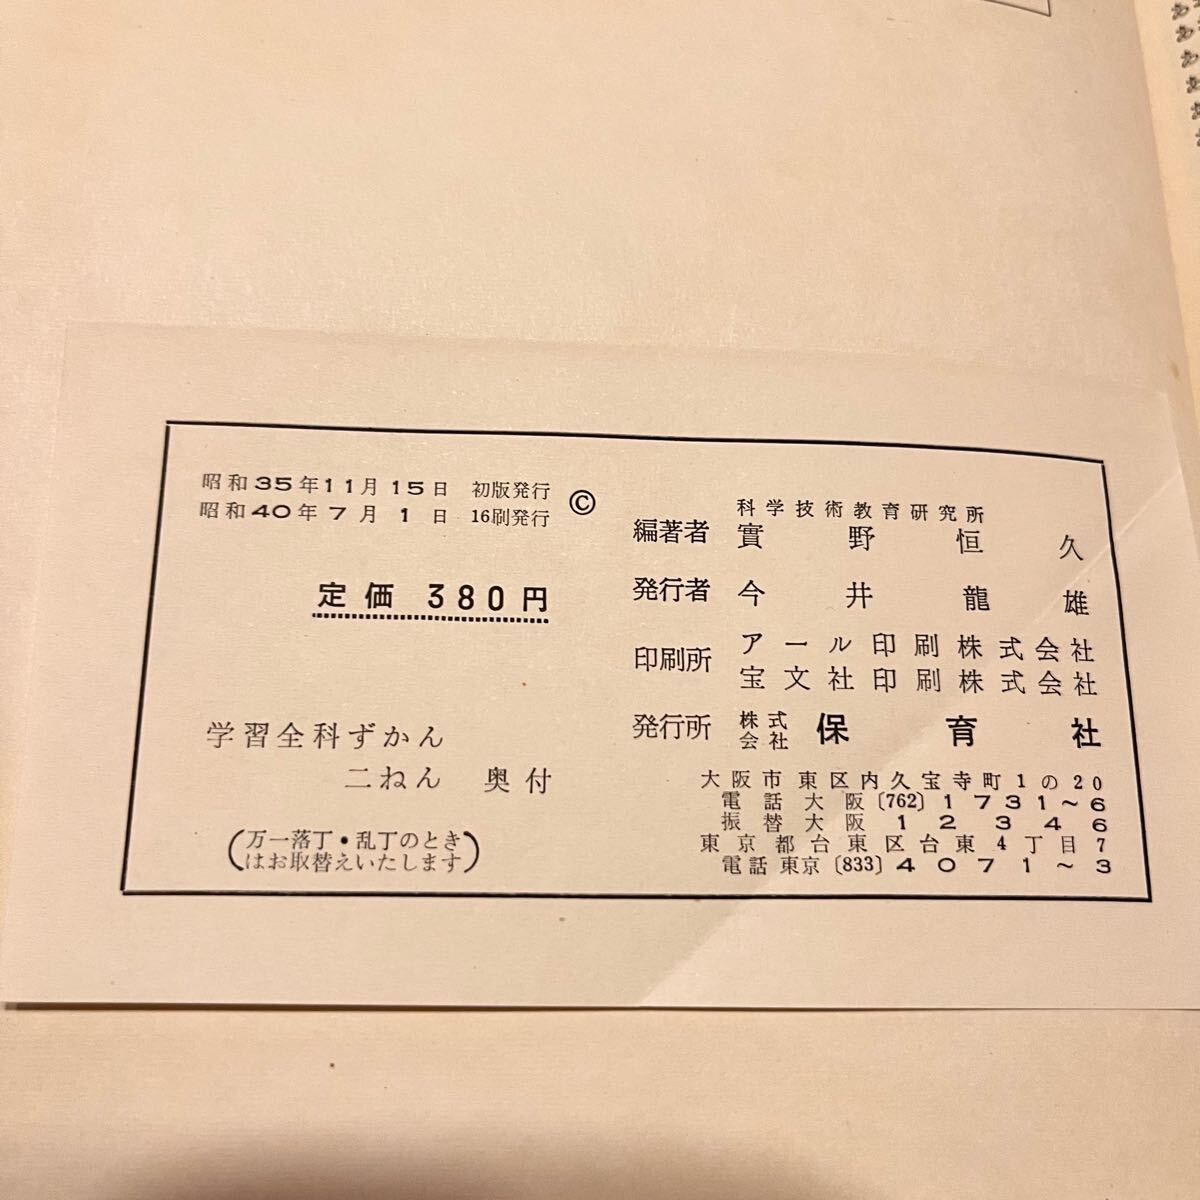 昭和35年11月15日 初版発行
昭和40年7月1日 16刷発行
©
定価 380円
学習全科ずかん
二ねん 奥付
(万一落丁・乱丁のとき
はお取替えいたします)
科学技術教育研究所
編著者 實野恒久
発行者 今井龍雄
印刷所 アール印刷株式会社
宝文社印刷株式会社
発行所 株式会社 保育社
大阪市東区内久宝寺町1の20
電話大阪〔762〕1731~6
振替大阪12346
東京都台東区台東4丁目7
電話東京〔833〕4071~3